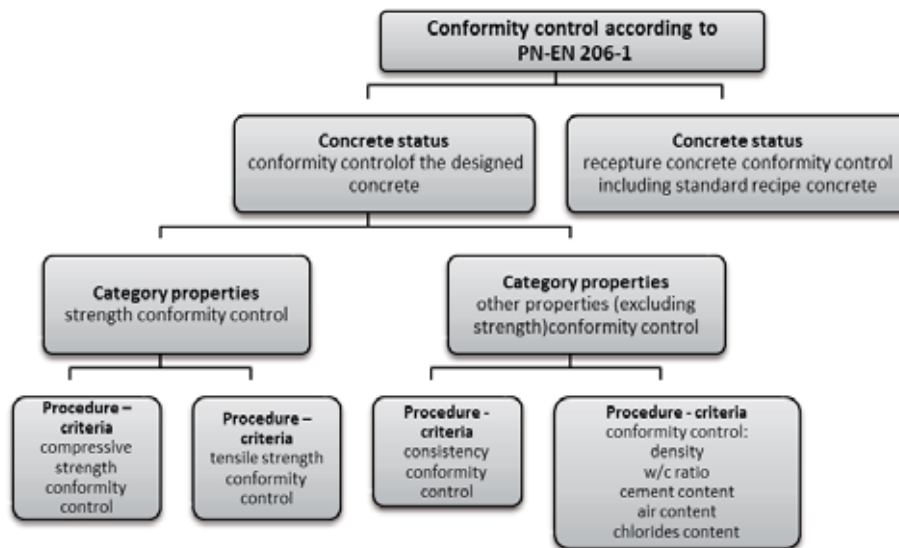 Conformity control according to
PN-EN 206-1
Concrete status
conformity controlof the designed
concrete
Concrete status
recepture concrete conformity control
including standard recipe concrete
Category properties
strength conformity control
Category properties
other properties (excluding
strength)conformity control
Procedure –
criteria
compressive
strength
conformity
control
Procedure –
criteria
tensile strength
conformity
control
Procedure -
criteria
consistency
conformity
control
Procedure - criteria
conformity control:
density
w/c ratio
cement content
air content
chlorides content